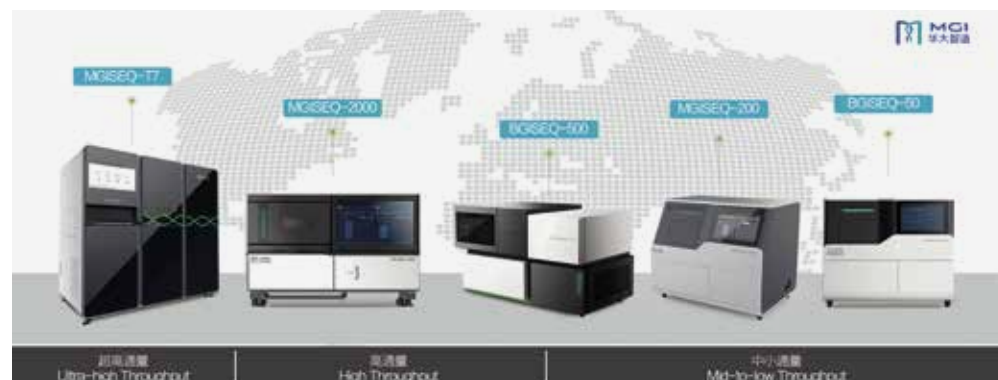 MGI
华大智造
MGISEQ-T7
MGISEQ-2000
BGISEQ-500
MGISEQ-200
BGISEQ-50
超高通量
Ultra-high Throughput
高通量
High Throughput
中小通量
Mid-to-low Throughput